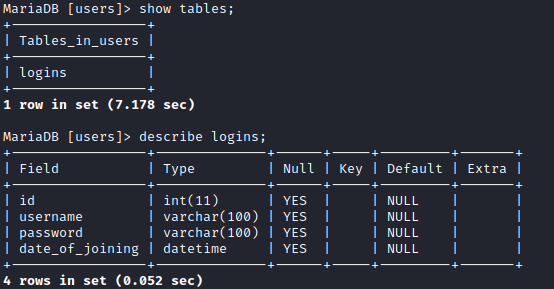 MariaDB [users]> show tables;
+-----------------+
| Tables_in_users |
+-----------------+
| logins          |
+-----------------+
1 row in set (7.178 sec)
MariaDB [users]> describe logins;
+-----------------+--------------+------+-----+---------+-------+
| Field           | Type         | Null | Key | Default | Extra |
+-----------------+--------------+------+-----+---------+-------+
| id              | int(11)      | YES  |     | NULL    |       |
| username        | varchar(100) | YES  |     | NULL    |       |
| password        | varchar(100) | YES  |     | NULL    |       |
| date_of_joining | datetime     | YES  |     | NULL    |       |
+-----------------+--------------+------+-----+---------+-------+
4 rows in set (0.052 sec)